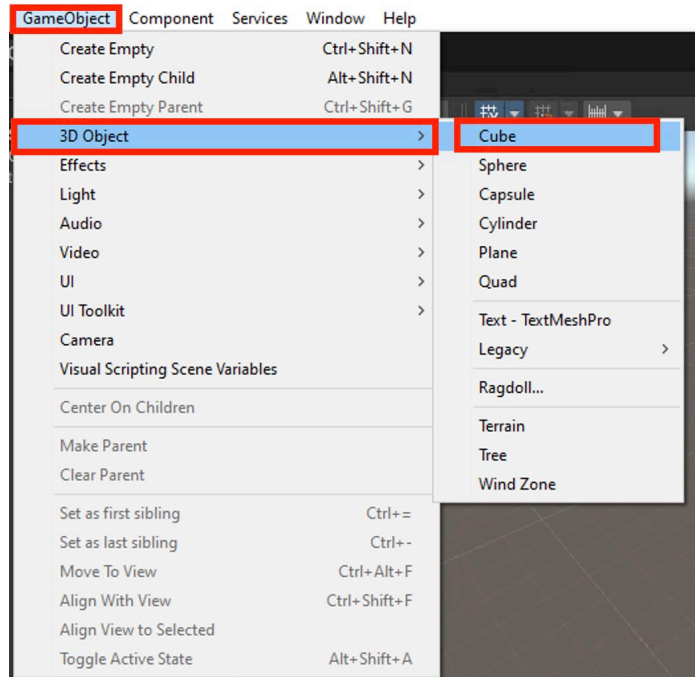 GameObject Component Services Window Help
Create Empty Ctrl+Shift+N
Create Empty Child Alt+Shift+N
Create Empty Parent Ctrl+Shift+G
3D Object >
Effects >
Light >
Audio >
Video >
UI >
UI Toolkit >
Camera
Visual Scripting Scene Variables
Center On Children
Make Parent
Clear Parent
Set as first sibling Ctrl+=
Set as last sibling Ctrl+-
Move To View Ctrl+Alt+F
Align With View Ctrl+Shift+F
Align View to Selected
Toggle Active State Alt+Shift+A
Cube
Sphere
Capsule
Cylinder
Plane
Quad
Text - TextMeshPro
Legacy >
Ragdoll...
Terrain
Tree
Wind Zone